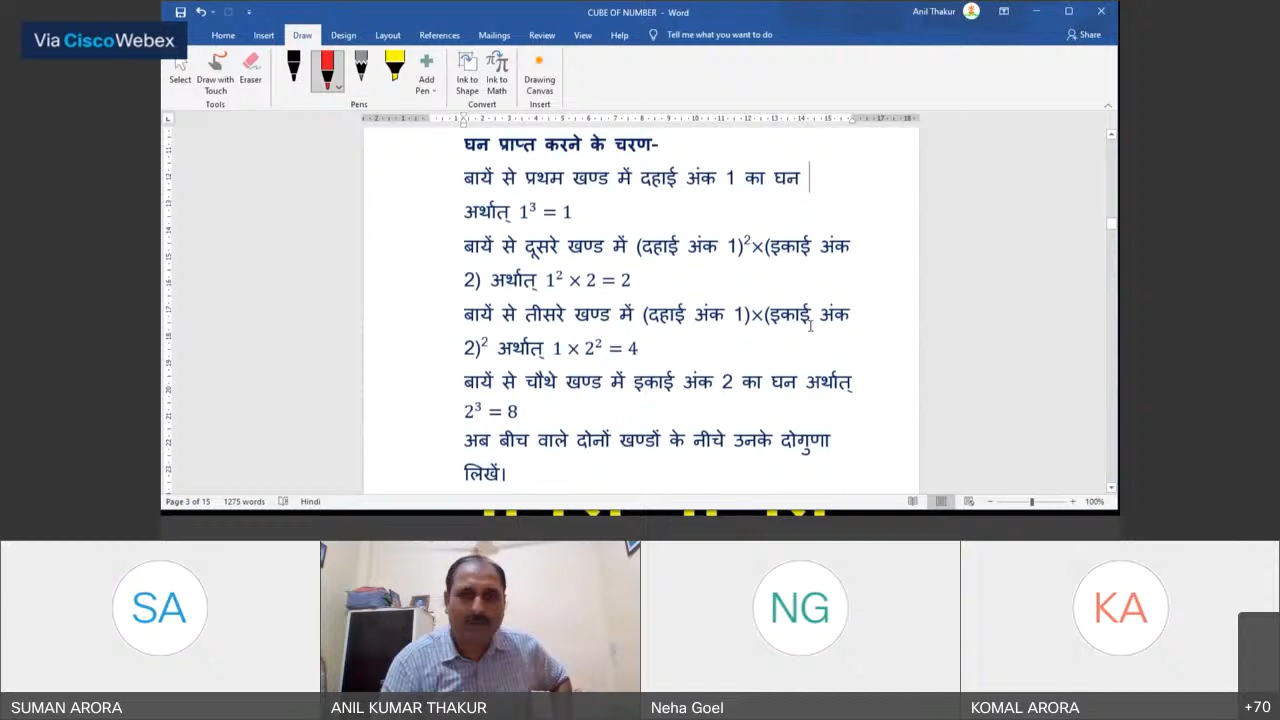 CUBE OF NUMBER - Word
Anil Thakur
Via Cisco Webex
Home Insert Draw Design Layout References Mailings Review View Help Tell me what you want to do
Share
Select
Draw with Touch
Eraser
Add Pen
Ink to Shape
Ink to Math
Drawing Canvas
Tools Pens Convert Insert
घन प्राप्त करने के चरण-
बायें से प्रथम खण्ड में दहाई अंक 1 का घन
अर्थात् 1³ = 1
बायें से दूसरे खण्ड में (दहाई अंक 1)²×(इकाई अंक
2) अर्थात् 1² × 2 = 2
बायें से तीसरे खण्ड में (दहाई अंक 1)×(इकाई अंक
2)² अर्थात् 1 × 2² = 4
बायें से चौथे खण्ड में इकाई अंक 2 का घन अर्थात्
2³ = 8
अब बीच वाले दोनों खण्डों के नीचे उनके दोगुणा
लिखें।
Page 3 of 15 1275 words Hindi 100%
SA
NG
KA
SUMAN ARORA
ANIL KUMAR THAKUR
Neha Goel
KOMAL ARORA
+70